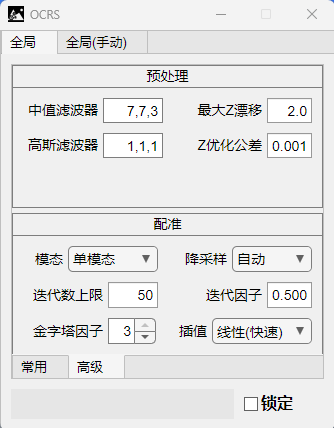 OCRS
全局 全局(手动)
预处理
中值滤波器 7,7,3 最大Z漂移 2.0
高斯滤波器 1,1,1 Z优化公差 0.001
配准
模态 单模态 降采样 自动
迭代数上限 50 迭代因子 0.500
金字塔因子 3 插值 线性(快速)
常用 高级
锁定